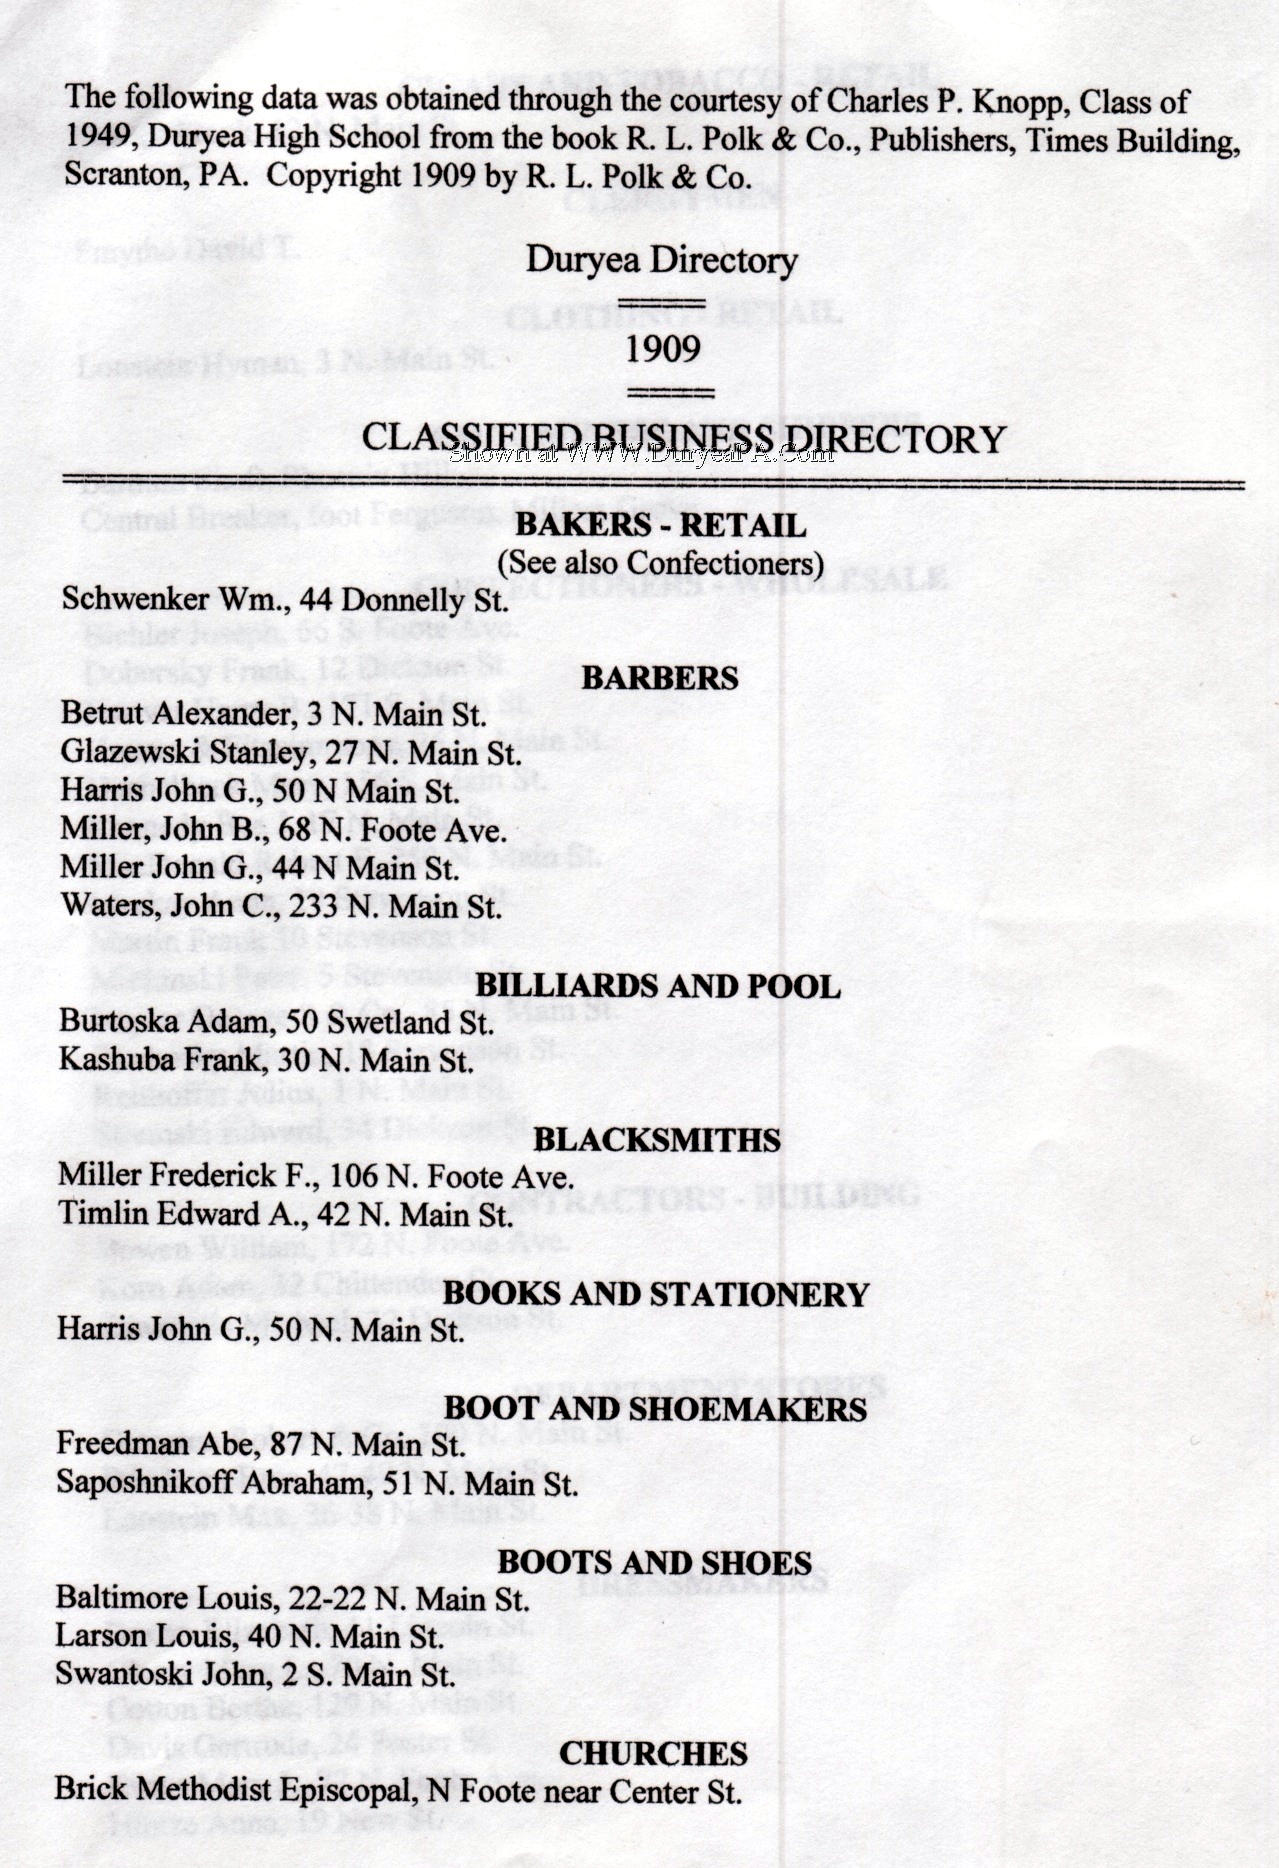 The following data was obtained through the courtesy of Charles P. Knopp, Class of
1949, Duryea High School from the book R. L. Polk & Co., Publishers, Times Building,
Scranton, PA. Copyright 1909 by R. L. Polk & Co.
Duryea Directory
1909
CLASSIFIED BUSINESS DIRECTORY
Shown at WWW.DuryeaPA.Com
BAKERS - RETAIL
(See also Confectioners)
Schwenker Wm., 44 Donnelly St.
BARBERS
Betrut Alexander, 3 N. Main St.
Glazewski Stanley, 27 N. Main St.
Harris John G., 50 N Main St.
Miller, John B., 68 N. Foote Ave.
Miller John G., 44 N Main St.
Waters, John C., 233 N. Main St.
BILLIARDS AND POOL
Burtoska Adam, 50 Swetland St.
Kashuba Frank, 30 N. Main St.
BLACKSMITHS
Miller Frederick F., 106 N. Foote Ave.
Timlin Edward A., 42 N. Main St.
BOOKS AND STATIONERY
Harris John G., 50 N. Main St.
BOOT AND SHOEMAKERS
Freedman Abe, 87 N. Main St.
Saposhnikoff Abraham, 51 N. Main St.
BOOTS AND SHOES
Baltimore Louis, 22-22 N. Main St.
Larson Louis, 40 N. Main St.
Swantoski John, 2 S. Main St.
CHURCHES
Brick Methodist Episcopal, N Foote near Center St.